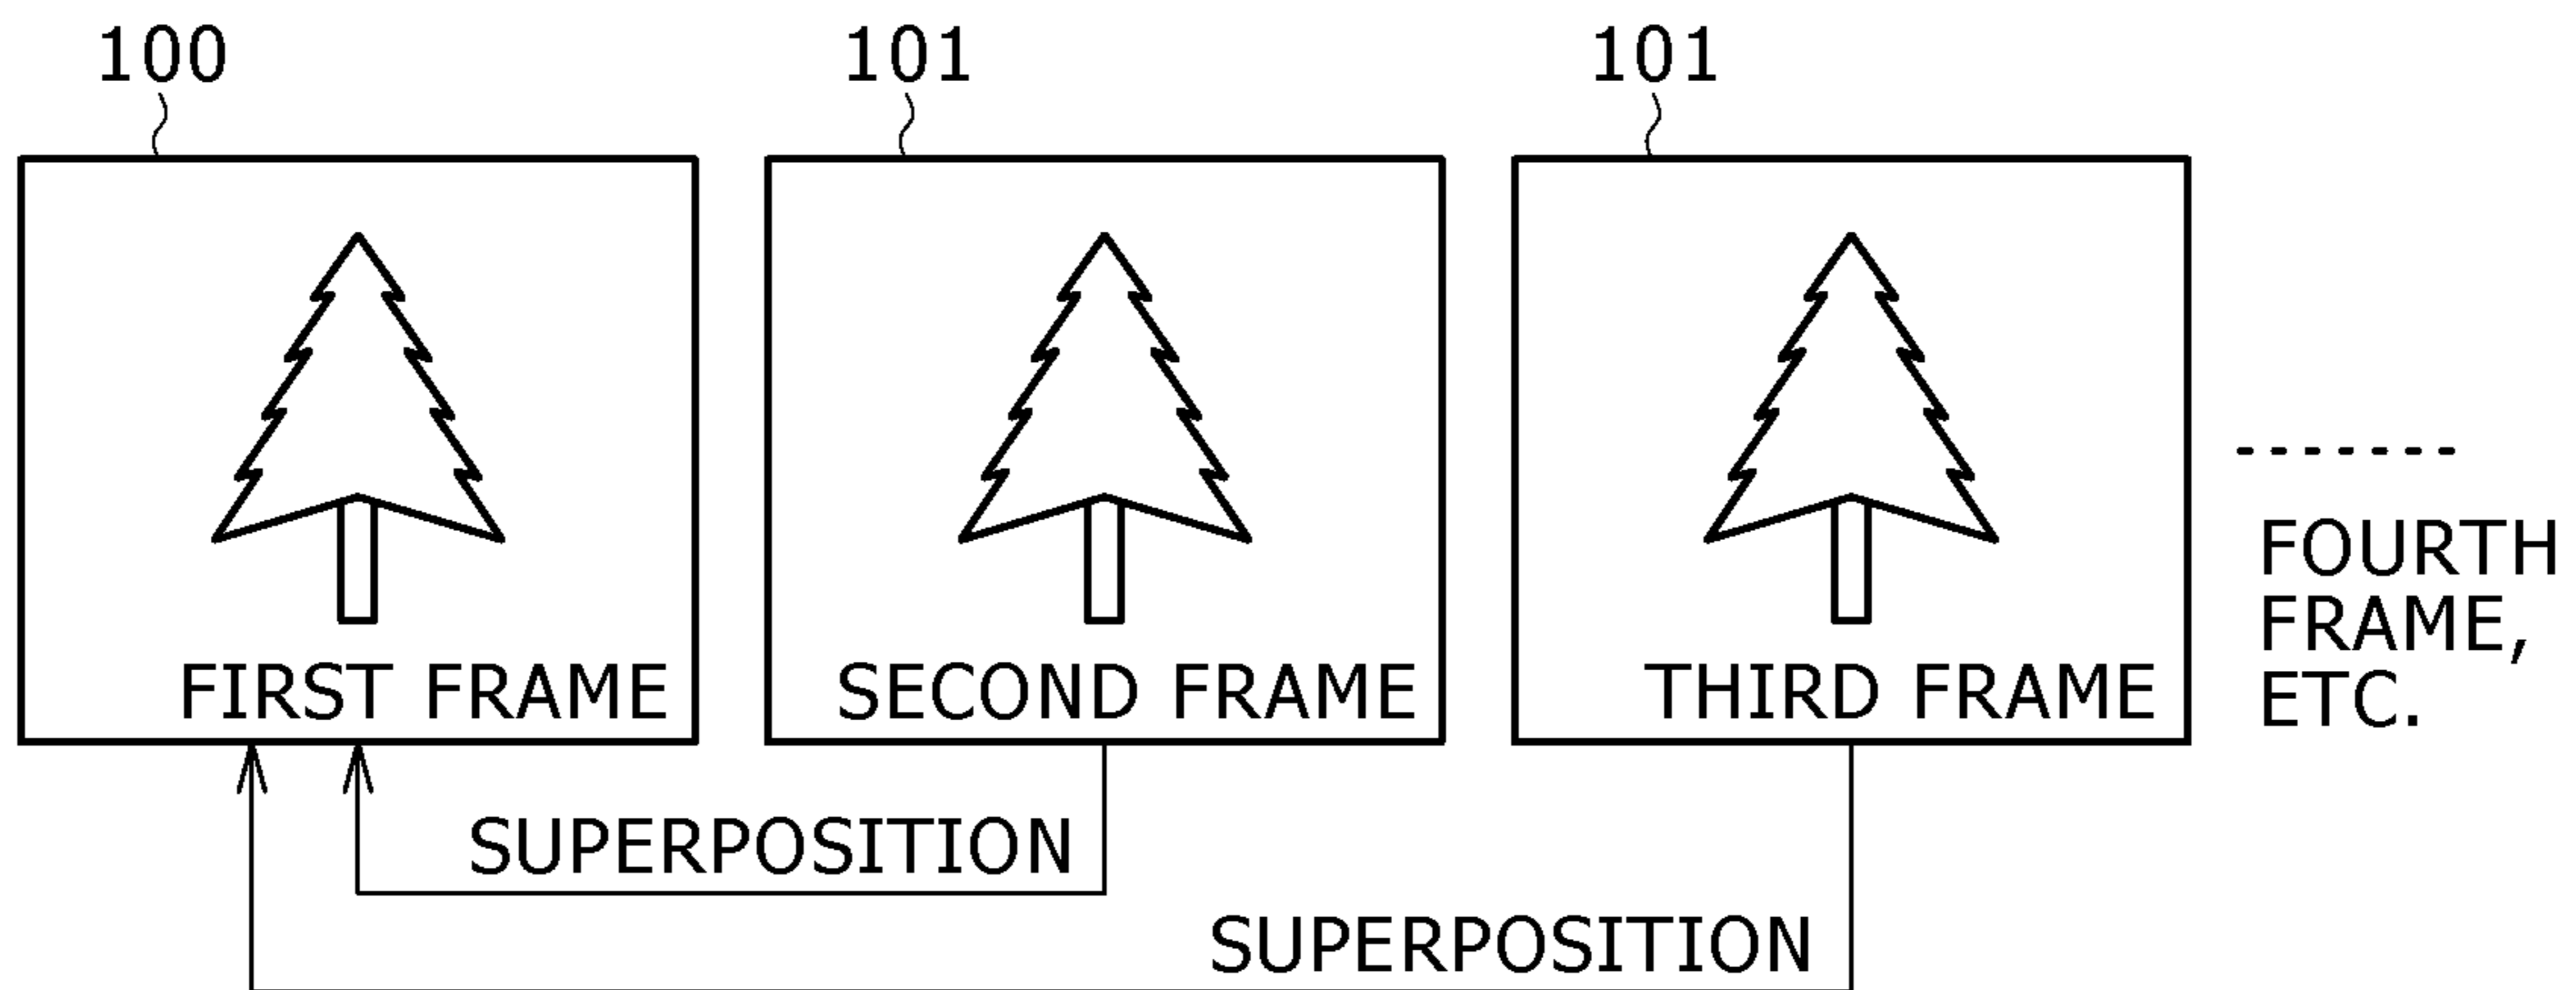 100
101
101
FIRST FRAME
SECOND FRAME
THIRD FRAME
FOURTH
FRAME,
ETC.
SUPERPOSITION
SUPERPOSITION